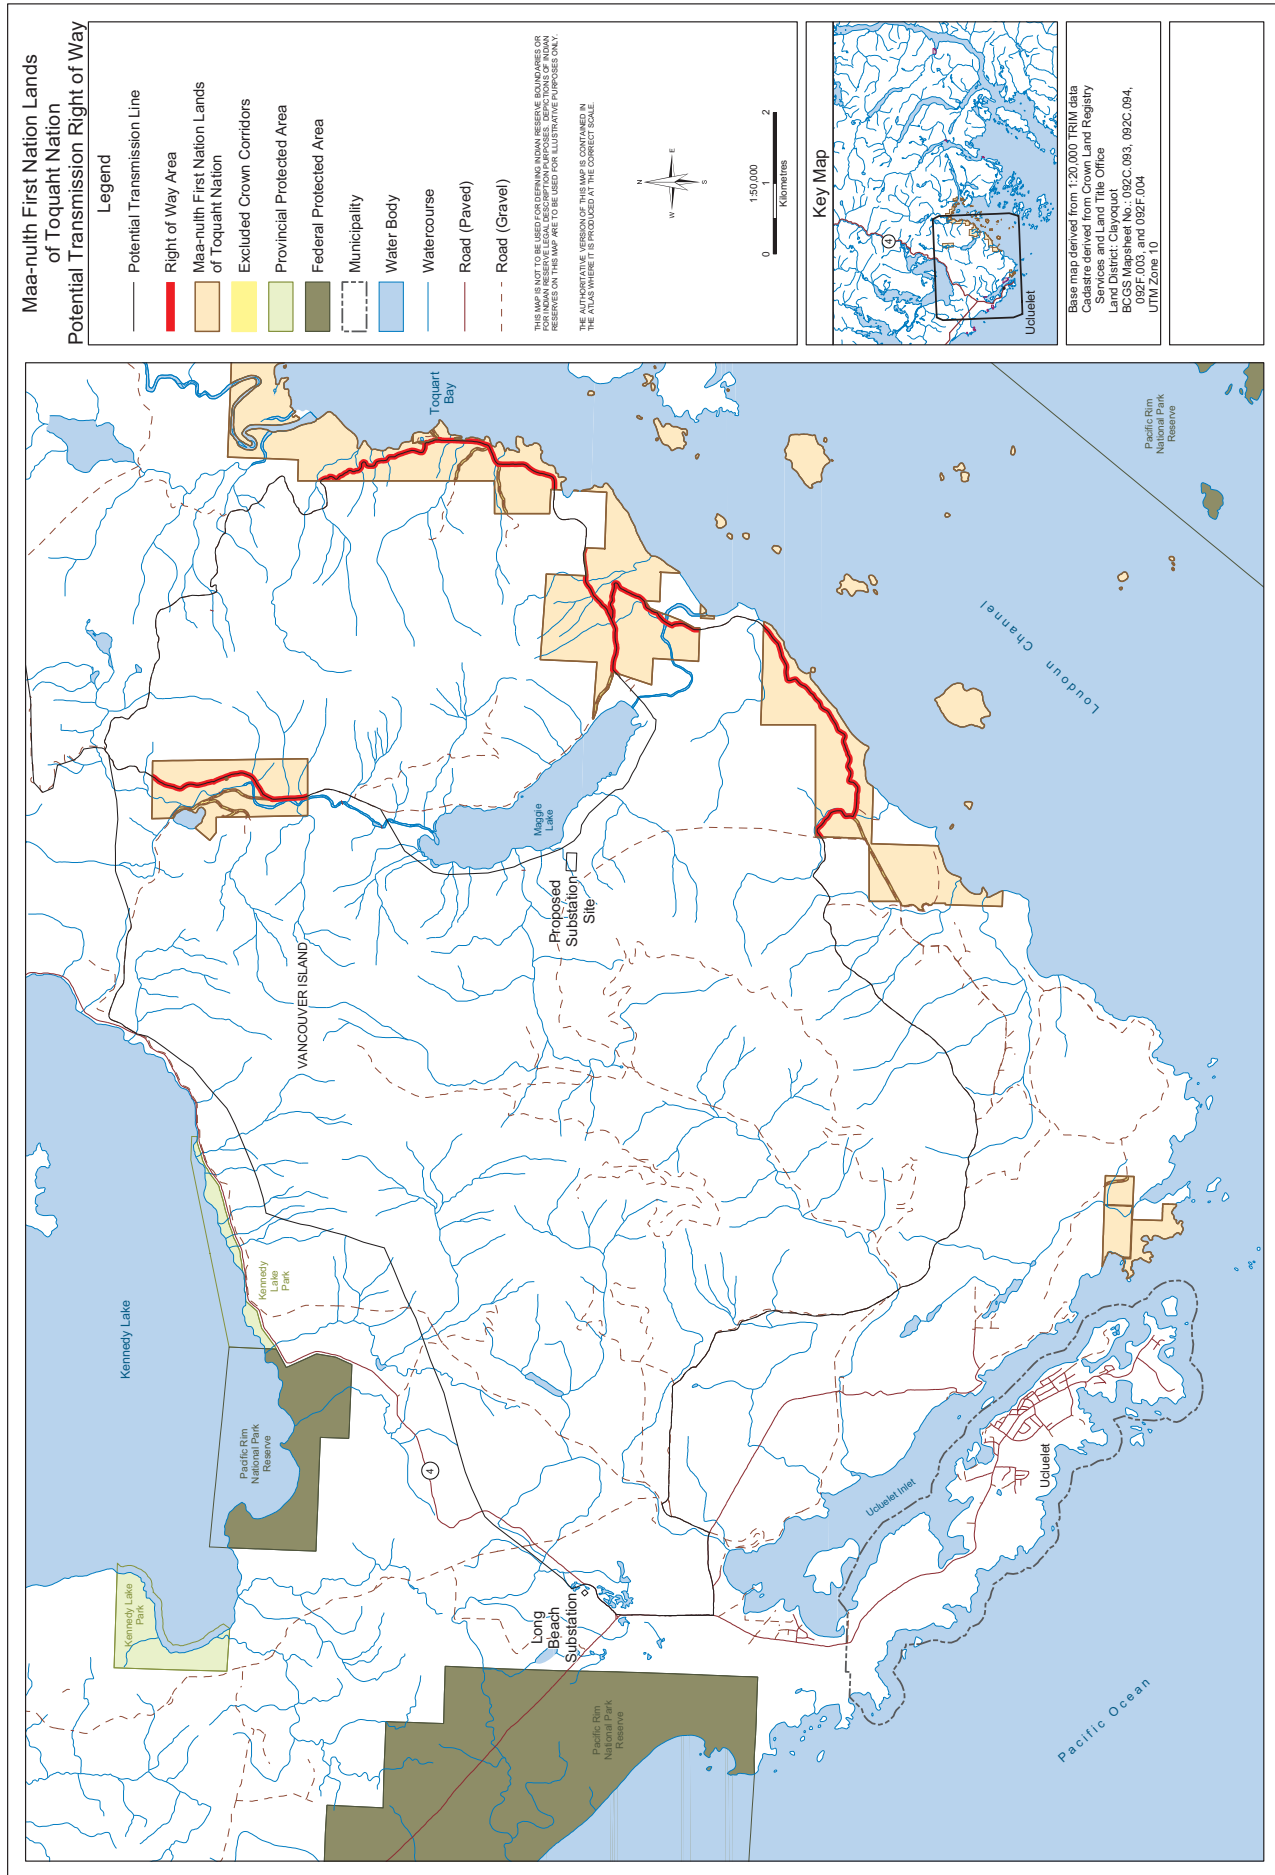 Maa-nulth First Nation Lands
of Toquaht Nation
Potential Transmission Right of Way
Legend
Potential Transmission Line
Right of Way Area
Maa-nulth First Nation Lands
of Toquaht Nation
Excluded Crown Corridors
Provincial Protected Area
Federal Protected Area
Municipality
Water Body
Watercourse
Road (Paved)
Road (Gravel)
THIS MAP IS NOT TO BE USED FOR DEFINING INDIAN RESERVE BOUNDARIES OR
FOR INDIAN RESERVE LEGAL DESCRIPTION PURPOSES. DEPICTIONS OF INDIAN
RESERVES ON THIS MAP ARE TO BE USED FOR ILLUSTRATIVE PURPOSES ONLY.
THE AUTHORITATIVE VERSION OF THIS MAP IS CONTAINED IN
THE ATLAS WHERE IT IS PRODUCED AT THE CORRECT SCALE.
N
W
E
S
1:50,000
0
1
2
Kilometres
Key Map
4
Ucluelet
Base map derived from 1:20,000 TRIM data
Cadastre derived from Crown Land Registry
Services and Land Title Office
Land District: Clayoquot
BCGS Mapsheet No.: 092C.093, 092C.094,
092F.003, and 092F.004
UTM Zone 10
Kennedy Lake
Kennedy Lake
Park
Pacific Rim
National Park
Reserve
Kennedy
Lake
Park
VANCOUVER ISLAND
Toquart
Bay
4
Maggie
Lake
Proposed
Substation
Site
Long
Beach
Substation
Pacific Rim
National Park
Reserve
Ucluelet Inlet
Ucluelet
Loudoun Channel
Pacific Rim
National Park
Reserve
Pacific Ocean